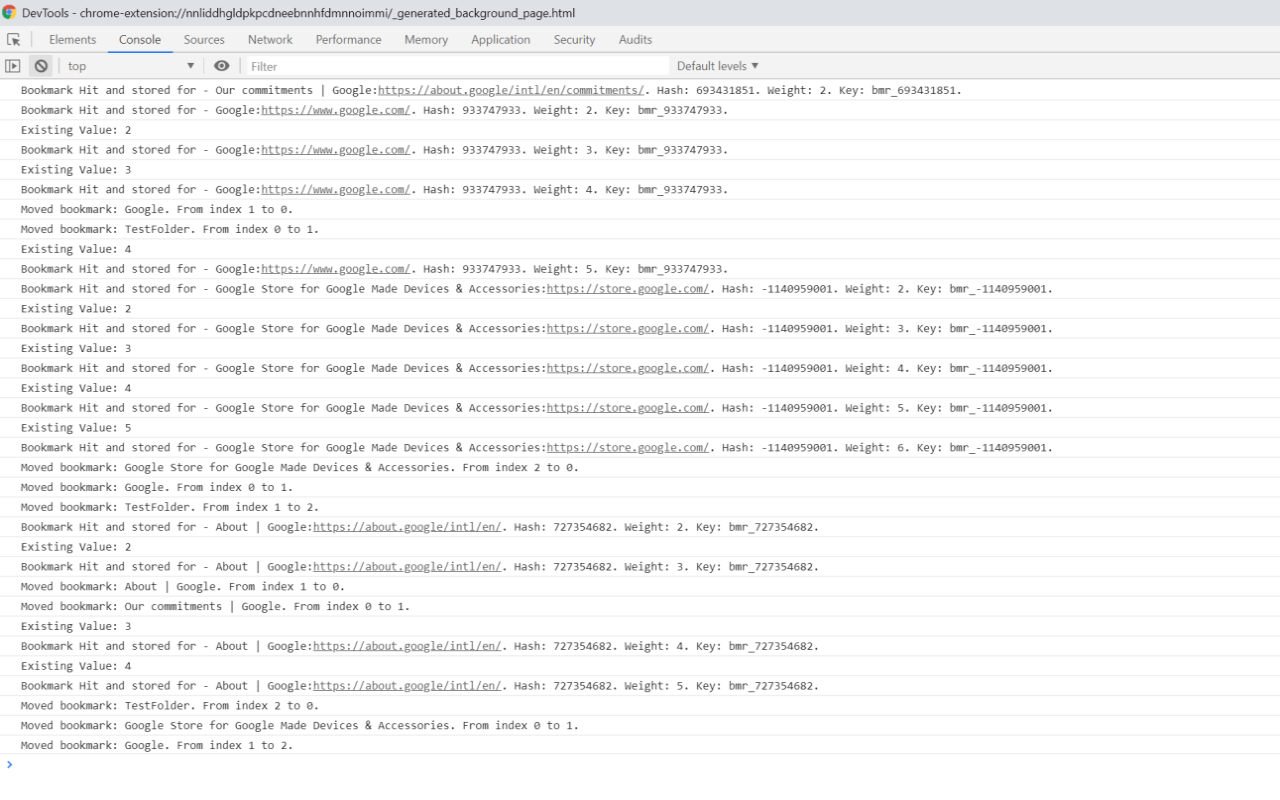 DevTools - chrome-extension://nnliddhgldpkpcdneebnnhfdmnnoimmi/_generated_background_page.html
Elements Console Sources Network Performance Memory Application Security Audits
top ▼ Filter Default levels ▼
Bookmark Hit and stored for - Our commitments | Google:https://about.google/intl/en/commitments/. Hash: 693431851. Weight: 2. Key: bmr_693431851.
Bookmark Hit and stored for - Google:https://www.google.com/. Hash: 933747933. Weight: 2. Key: bmr_933747933.
Existing Value: 2
Bookmark Hit and stored for - Google:https://www.google.com/. Hash: 933747933. Weight: 3. Key: bmr_933747933.
Existing Value: 3
Bookmark Hit and stored for - Google:https://www.google.com/. Hash: 933747933. Weight: 4. Key: bmr_933747933.
Moved bookmark: Google. From index 1 to 0.
Moved bookmark: TestFolder. From index 0 to 1.
Existing Value: 4
Bookmark Hit and stored for - Google:https://www.google.com/. Hash: 933747933. Weight: 5. Key: bmr_933747933.
Bookmark Hit and stored for - Google Store for Google Made Devices & Accessories:https://store.google.com/. Hash: -1140959001. Weight: 2. Key: bmr_-1140959001.
Existing Value: 2
Bookmark Hit and stored for - Google Store for Google Made Devices & Accessories:https://store.google.com/. Hash: -1140959001. Weight: 3. Key: bmr_-1140959001.
Existing Value: 3
Bookmark Hit and stored for - Google Store for Google Made Devices & Accessories:https://store.google.com/. Hash: -1140959001. Weight: 4. Key: bmr_-1140959001.
Existing Value: 4
Bookmark Hit and stored for - Google Store for Google Made Devices & Accessories:https://store.google.com/. Hash: -1140959001. Weight: 5. Key: bmr_-1140959001.
Existing Value: 5
Bookmark Hit and stored for - Google Store for Google Made Devices & Accessories:https://store.google.com/. Hash: -1140959001. Weight: 6. Key: bmr_-1140959001.
Moved bookmark: Google Store for Google Made Devices & Accessories. From index 2 to 0.
Moved bookmark: Google. From index 0 to 1.
Moved bookmark: TestFolder. From index 1 to 2.
Bookmark Hit and stored for - About | Google:https://about.google/intl/en/. Hash: 727354682. Weight: 2. Key: bmr_727354682.
Existing Value: 2
Bookmark Hit and stored for - About | Google:https://about.google/intl/en/. Hash: 727354682. Weight: 3. Key: bmr_727354682.
Moved bookmark: About | Google. From index 1 to 0.
Moved bookmark: Our commitments | Google. From index 0 to 1.
Existing Value: 3
Bookmark Hit and stored for - About | Google:https://about.google/intl/en/. Hash: 727354682. Weight: 4. Key: bmr_727354682.
Existing Value: 4
Bookmark Hit and stored for - About | Google:https://about.google/intl/en/. Hash: 727354682. Weight: 5. Key: bmr_727354682.
Moved bookmark: TestFolder. From index 2 to 0.
Moved bookmark: Google Store for Google Made Devices & Accessories. From index 0 to 1.
Moved bookmark: Google. From index 1 to 2.